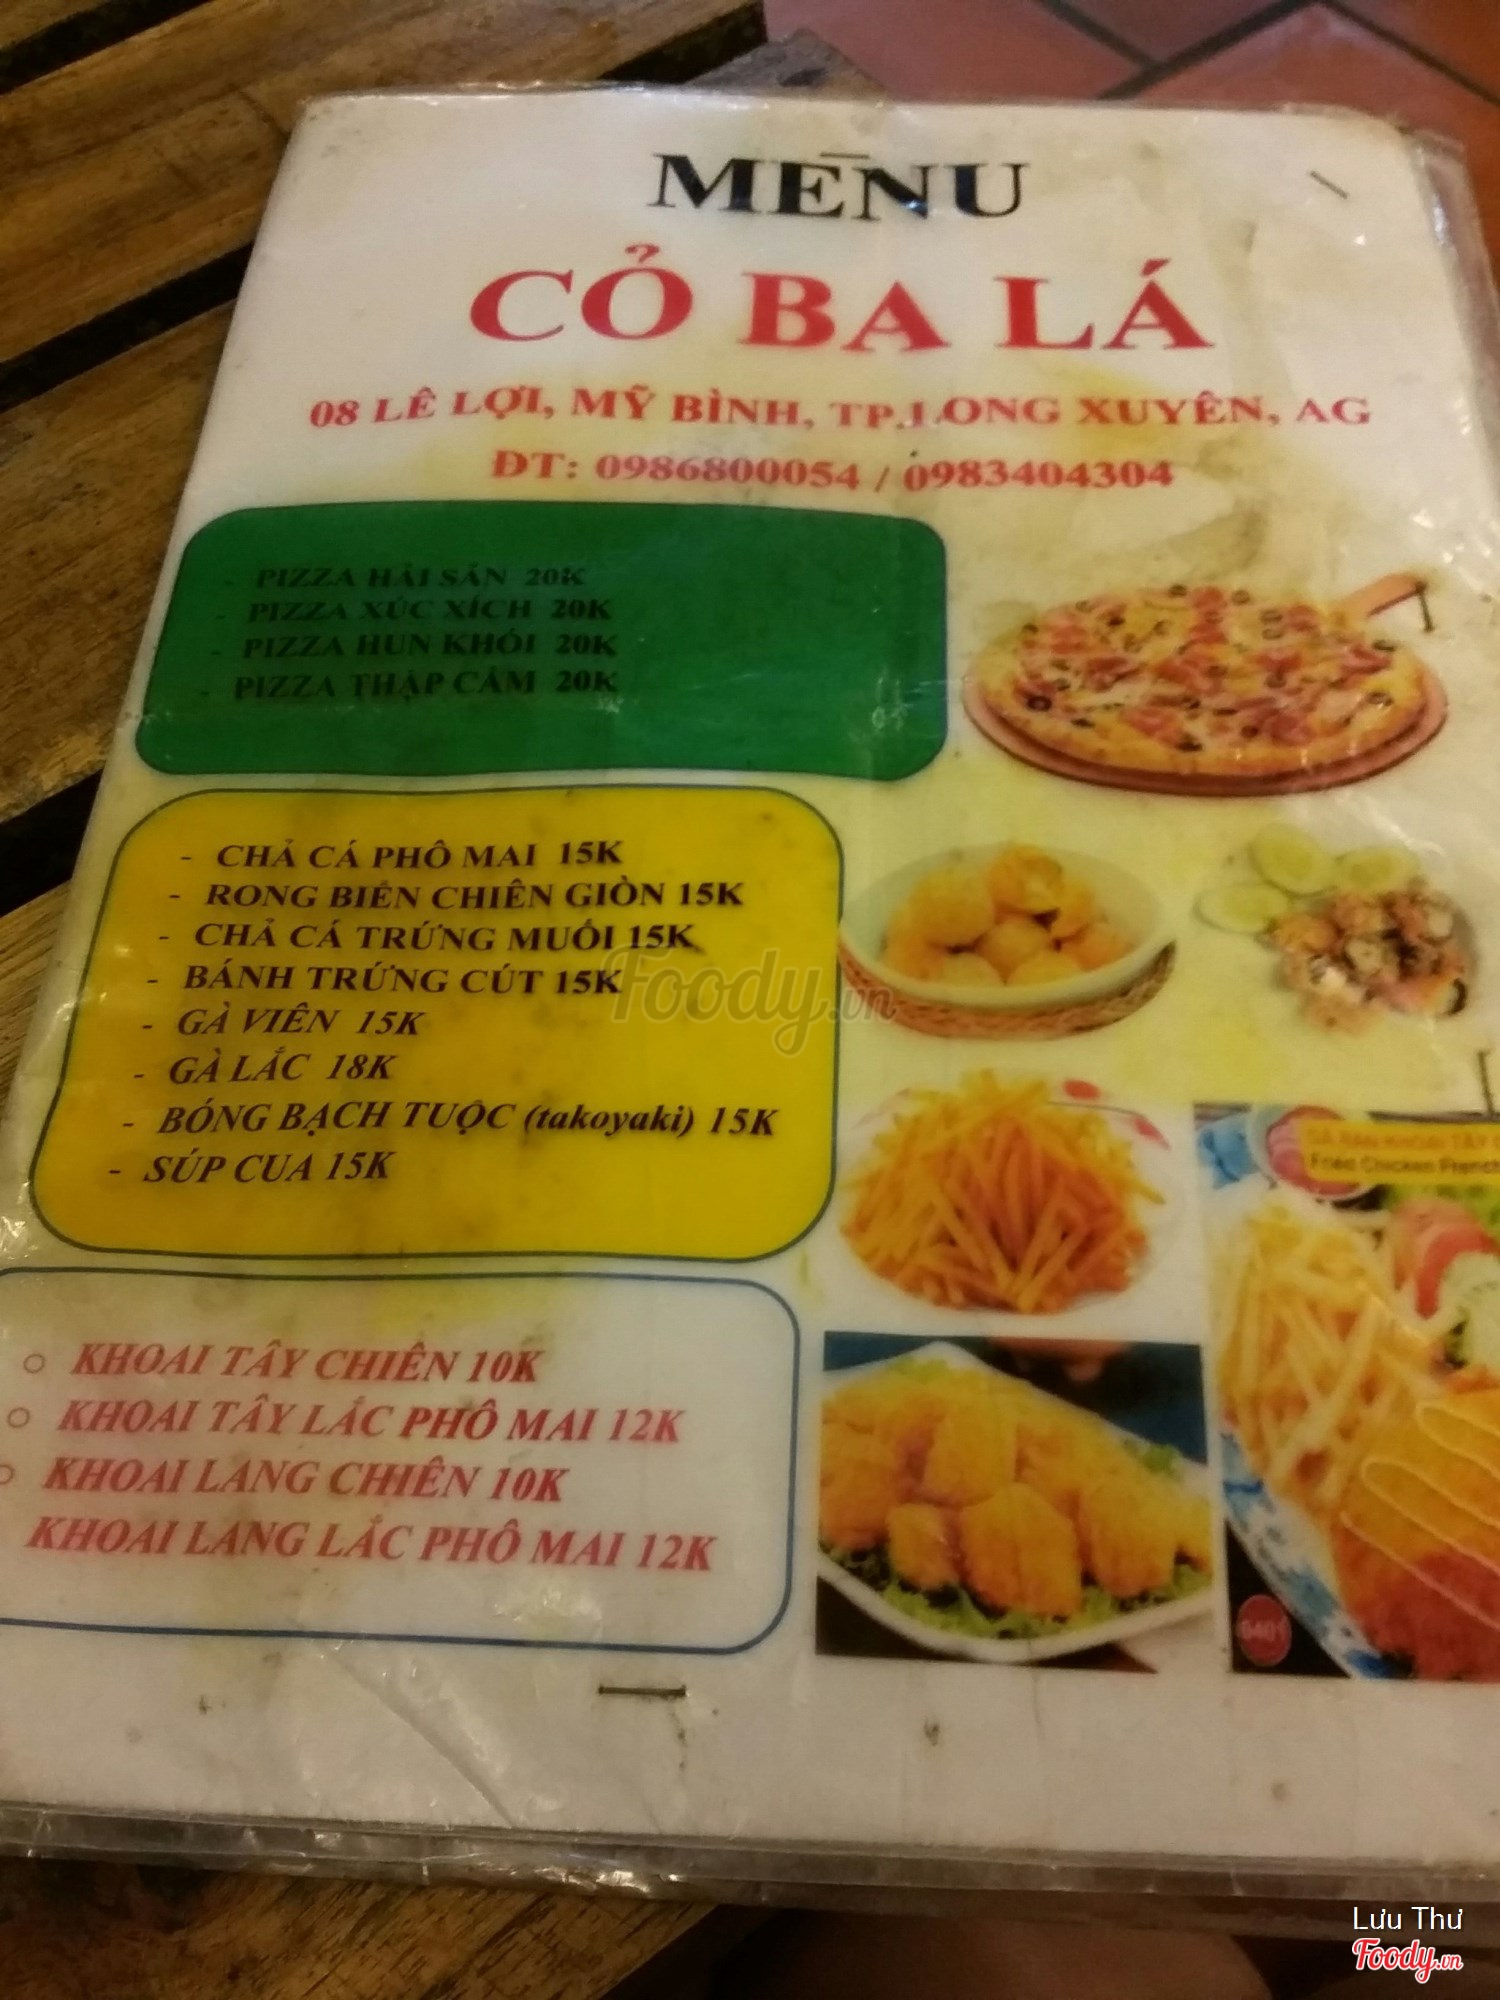 MENU
CỎ BA LÁ
08 LÊ LỢI, MỸ BÌNH, TP.LONG XUYÊN, AG
ĐT: 0986800054 / 0983404304
- PIZZA HẢI SẢN 20K
- PIZZA XÚC XÍCH 20K
- PIZZA HUN KHÓI 20K
- PIZZA THẬP CẨM 20K
- CHẢ CÁ PHÔ MAI 15K
- RONG BIỂN CHIÊN GIÒN 15K
- CHẢ CÁ TRỨNG MUỐI 15K
- BÁNH TRỨNG CÚT 15K
- GÀ VIÊN 15K
- GÀ LẮC 18K
- BÓNG BẠCH TUỘC (takoyaki) 15K
- SÚP CUA 15K
Foody.vn
GÀ RÁN KHOAI TÂY
Fried Chicken French
○ KHOAI TÂY CHIÊN 10K
○ KHOAI TÂY LẮC PHÔ MAI 12K
○ KHOAI LANG CHIÊN 10K
KHOAI LANG LẮC PHÔ MAI 12K
Lưu Thư
Foody.vn